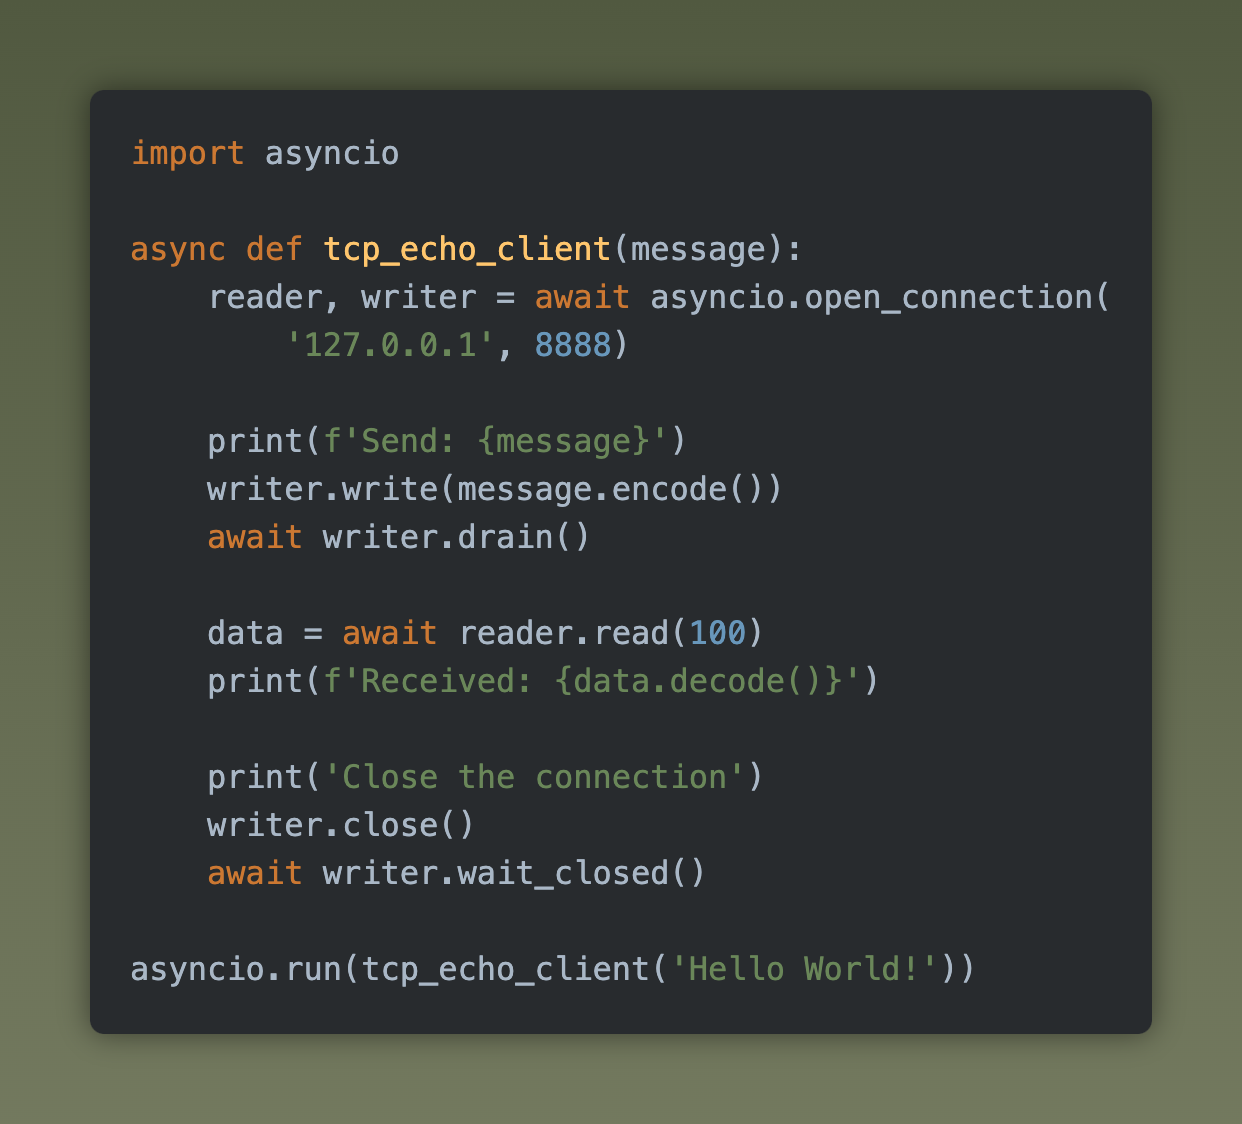 import asyncio

async def tcp_echo_client(message):
    reader, writer = await asyncio.open_connection(
        '127.0.0.1', 8888)

    print(f'Send: {message}')
    writer.write(message.encode())
    await writer.drain()

    data = await reader.read(100)
    print(f'Received: {data.decode()}')

    print('Close the connection')
    writer.close()
    await writer.wait_closed()

asyncio.run(tcp_echo_client('Hello World!'))